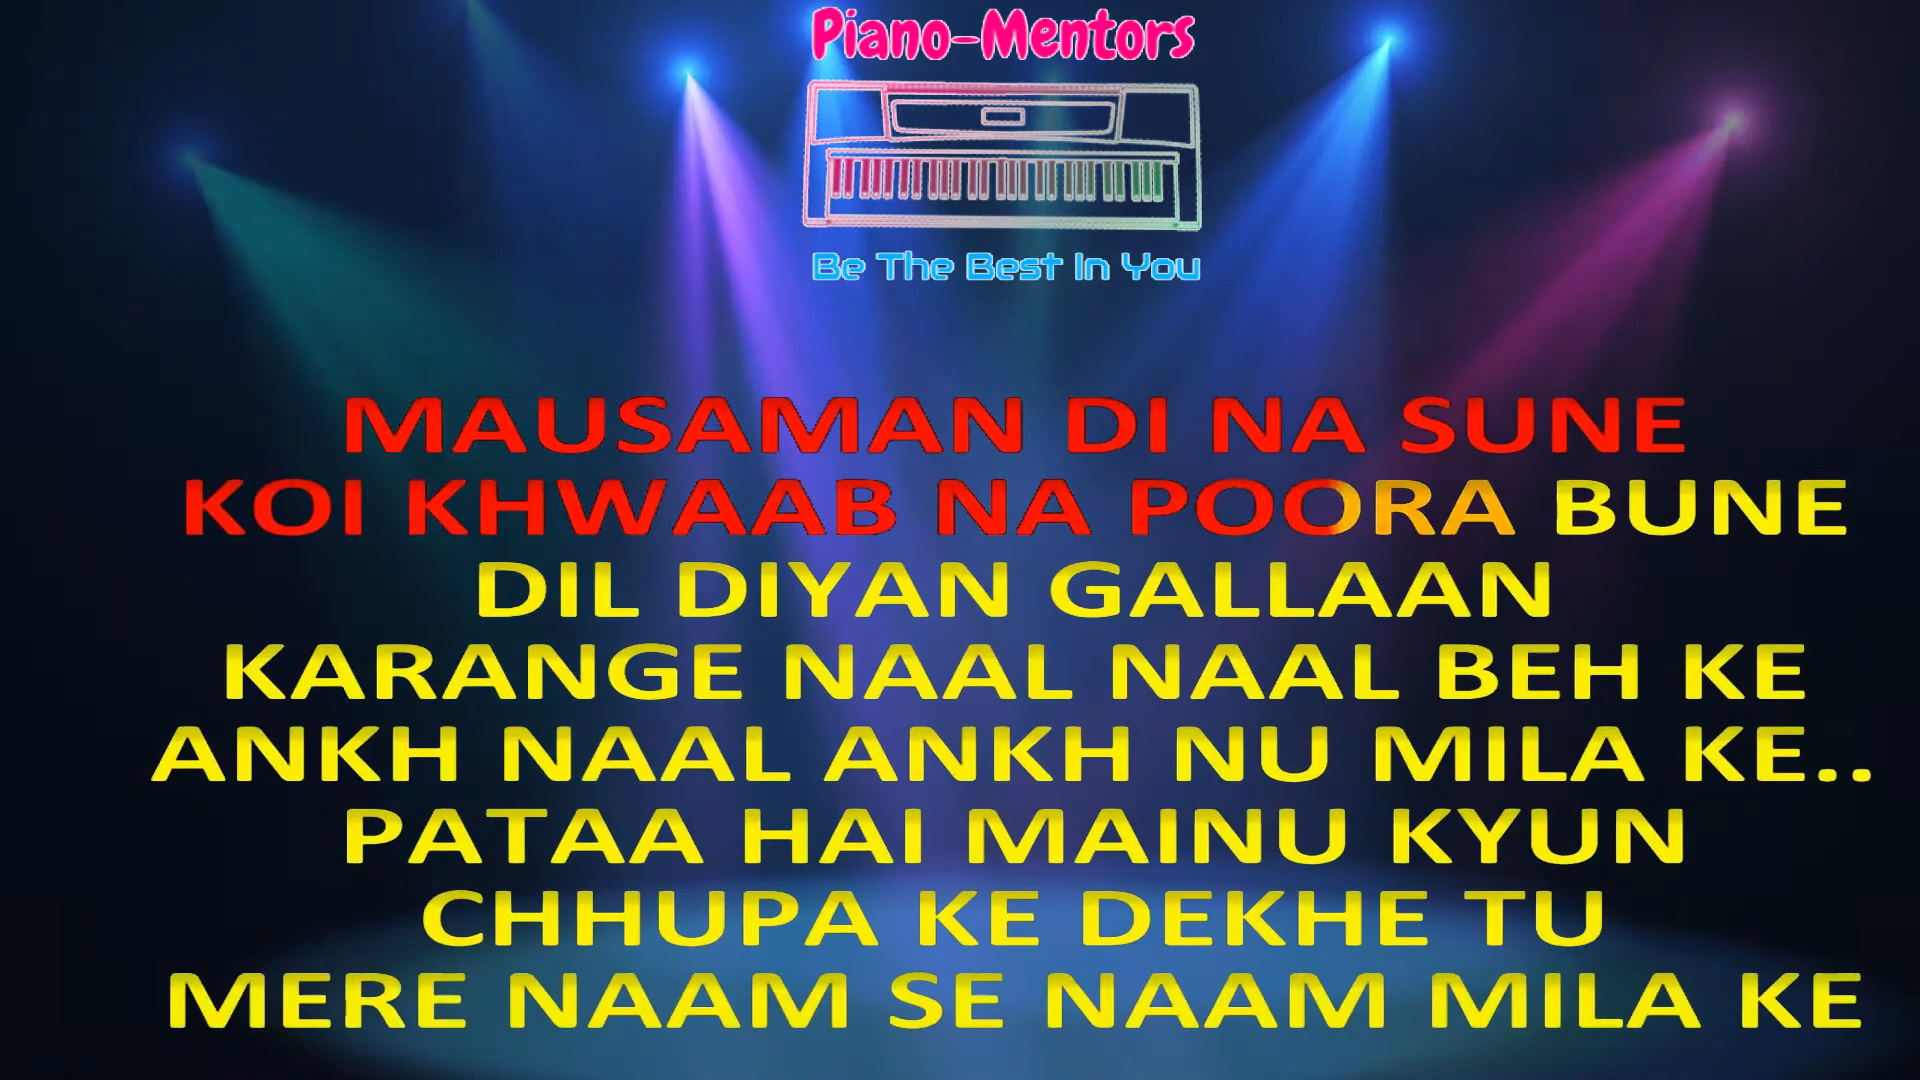 Piano-Mentors
Be The Best In You
MAUSAMAN DI NA SUNE
KOI KHWAAB NA POORA BUNE
DIL DIYAN GALLAAN
KARANGE NAAL NAAL BEH KE
ANKH NAAL ANKH NU MILA KE..
PATAA HAI MAINU KYUN
CHHUPA KE DEKHE TU
MERE NAAM SE NAAM MILA KE